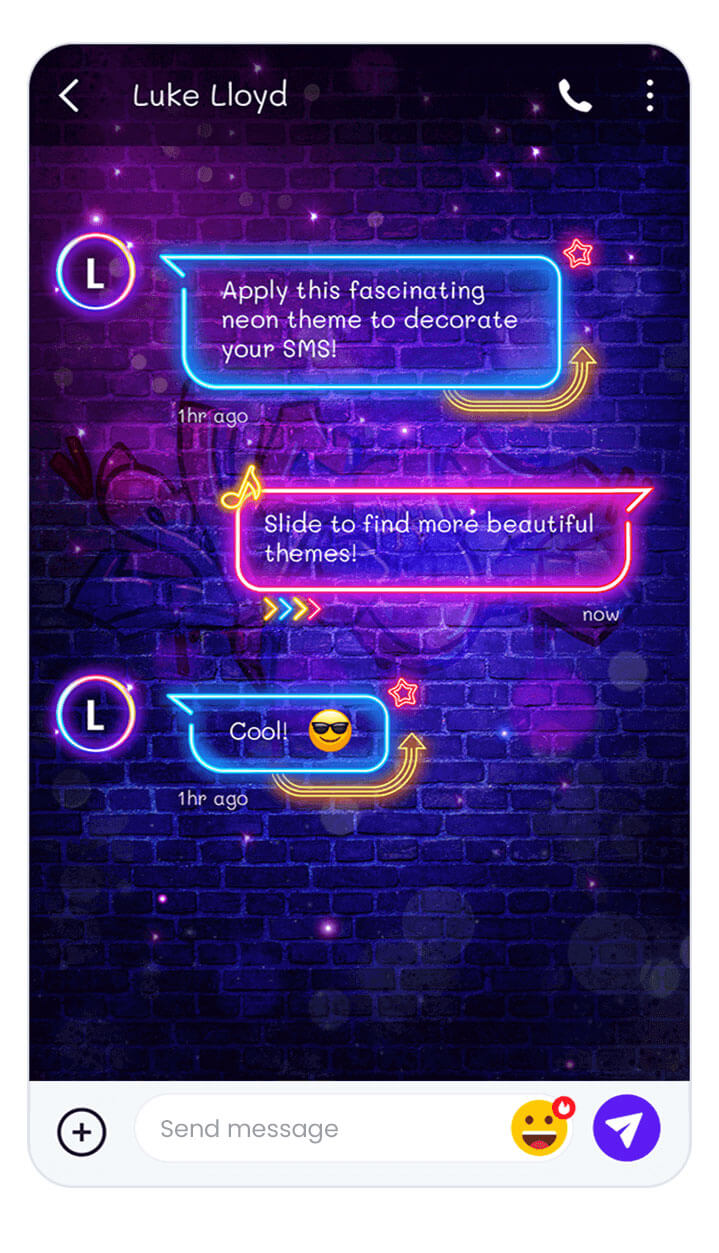 Luke Lloyd
L
Apply this fascinating
neon theme to decorate
your SMS!
1hr ago
Slide to find more beautiful
themes!
now
L
Cool! 😎
1hr ago
Send message